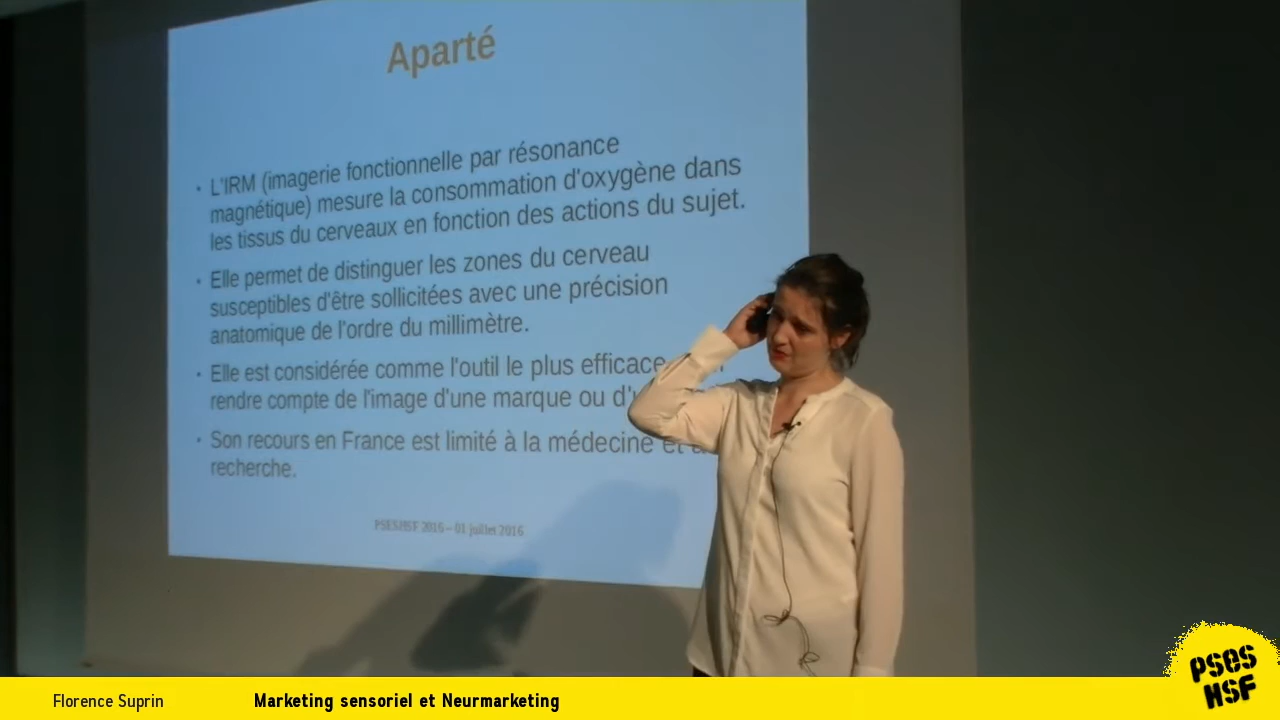 Aparté
• L'IRM (imagerie fonctionnelle par résonance
magnétique) mesure la consommation d'oxygène dans
les tissus du cerveaux en fonction des actions du sujet.
• Elle permet de distinguer les zones du cerveau
susceptibles d'être sollicitées avec une précision
anatomique de l'ordre du millimètre.
• Elle est considérée comme l'outil le plus efficace
rendre compte de l'image d'une marque ou
• Son recours en France est limité à la médecine et
recherche.
PSESHSF 2016 – 01 juillet 2016
Florence Suprin
Marketing sensoriel et Neurmarketing
PSES
HSF